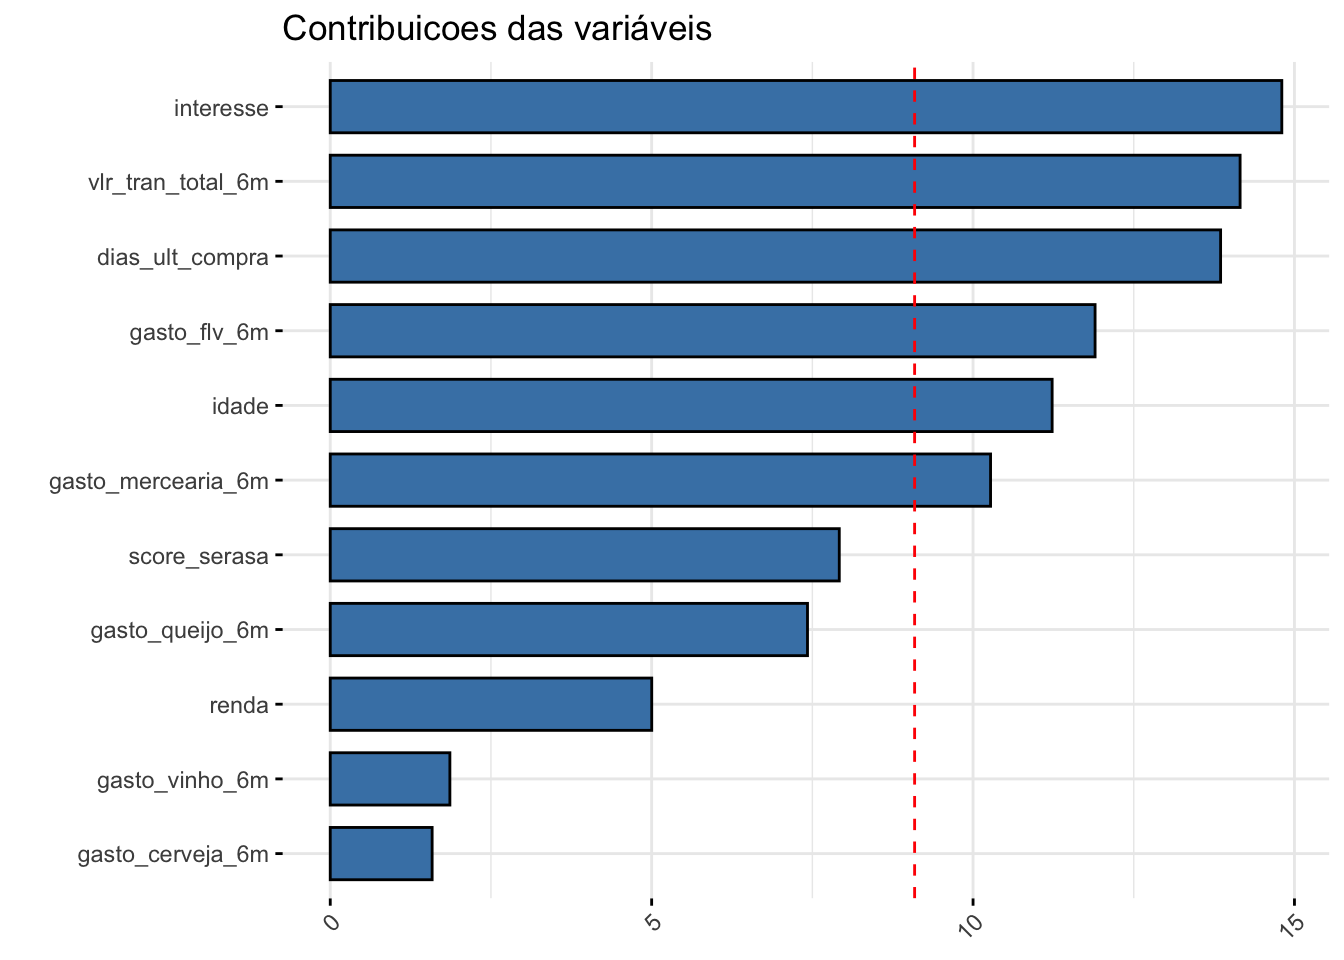 Contribuicoes das variáveis
interesse
vlr_tran_total_6m
dias_ult_compra
gasto_flv_6m
idade
gasto_mercearia_6m
score_serasa
gasto_queijo_6m
renda
gasto_vinho_6m
gasto_cerveja_6m
0 5 10 15